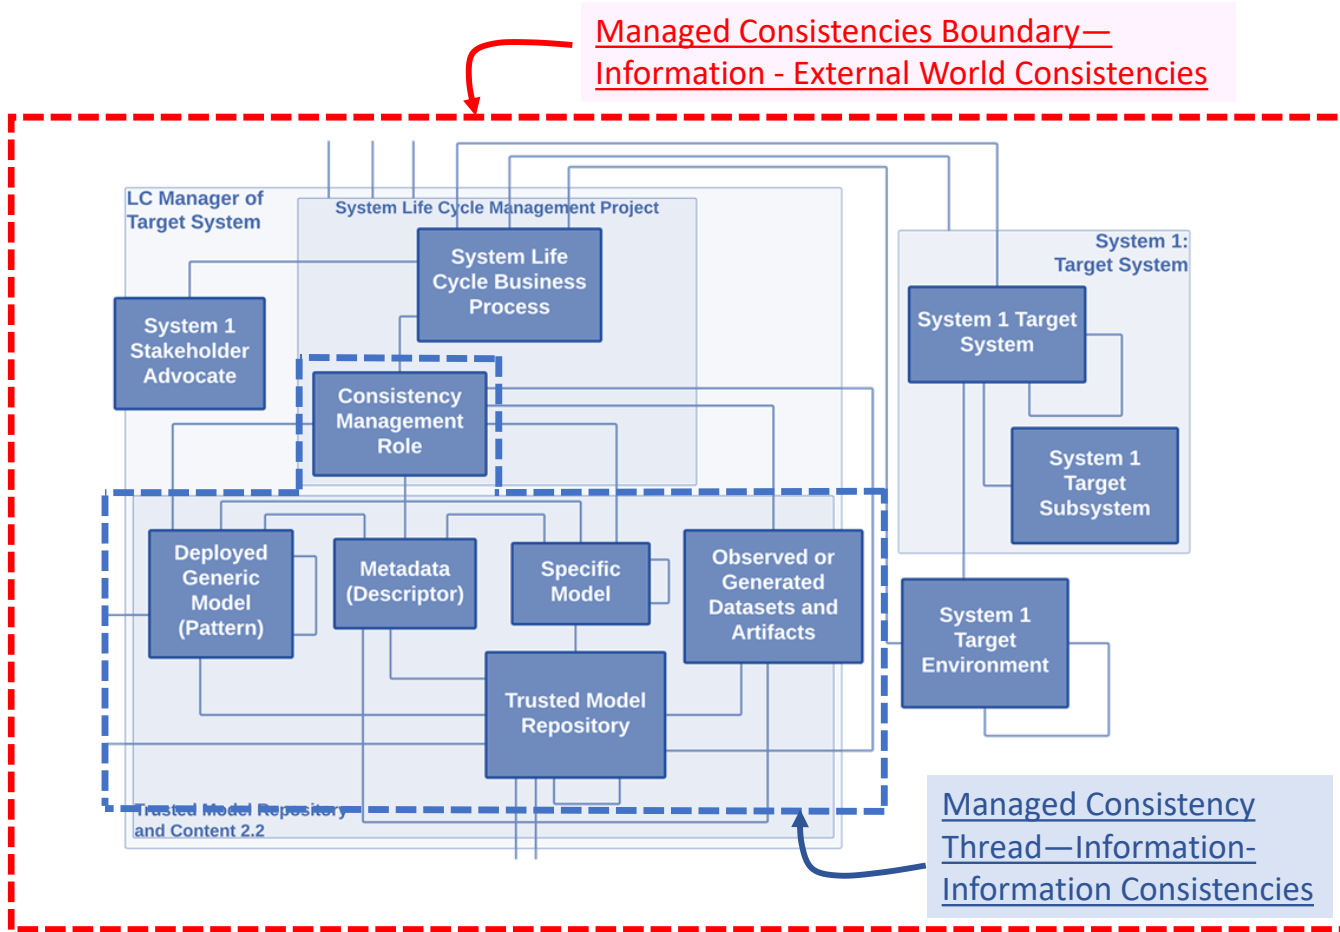 Managed Consistencies Boundary—
Information - External World Consistencies
LC Manager of
Target System
System Life Cycle Management Project
System Life
Cycle Business
Process
System 1:
Target System
System 1
Stakeholder
Advocate
System 1 Target
System
Consistency
Management
Role
System 1
Target
Subsystem
Deployed
Generic
Model
(Pattern)
Metadata
(Descriptor)
Specific
Model
Observed or
Generated
Datasets and
Artifacts
System 1
Target
Environment
Trusted Model
Repository
Trusted Model Repository
and Content 2.2
Managed Consistency
Thread—Information-
Information Consistencies